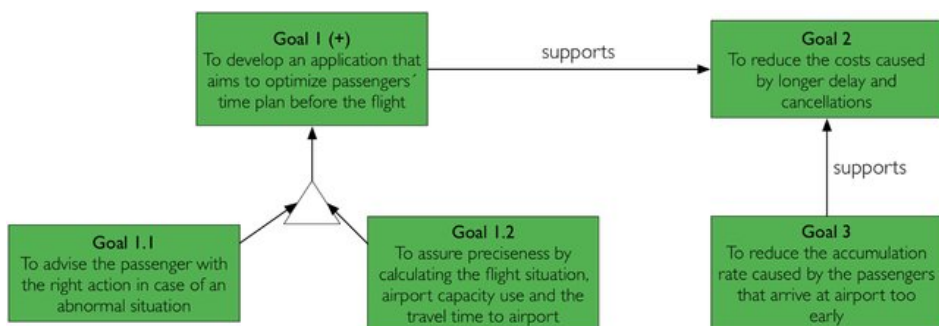 Goal 1 (+)
To develop an application that
aims to optimize passengers´
time plan before the flight
supports
Goal 2
To reduce the costs caused
by longer delay and
cancellations
supports
Goal 1.1
To advise the passenger with
the right action in case of an
abnormal situation
Goal 1.2
To assure preciseness by
calculating the flight situation,
airport capacity use and the
travel time to airport
Goal 3
To reduce the accumulation
rate caused by the passengers
that arrive at airport too
early